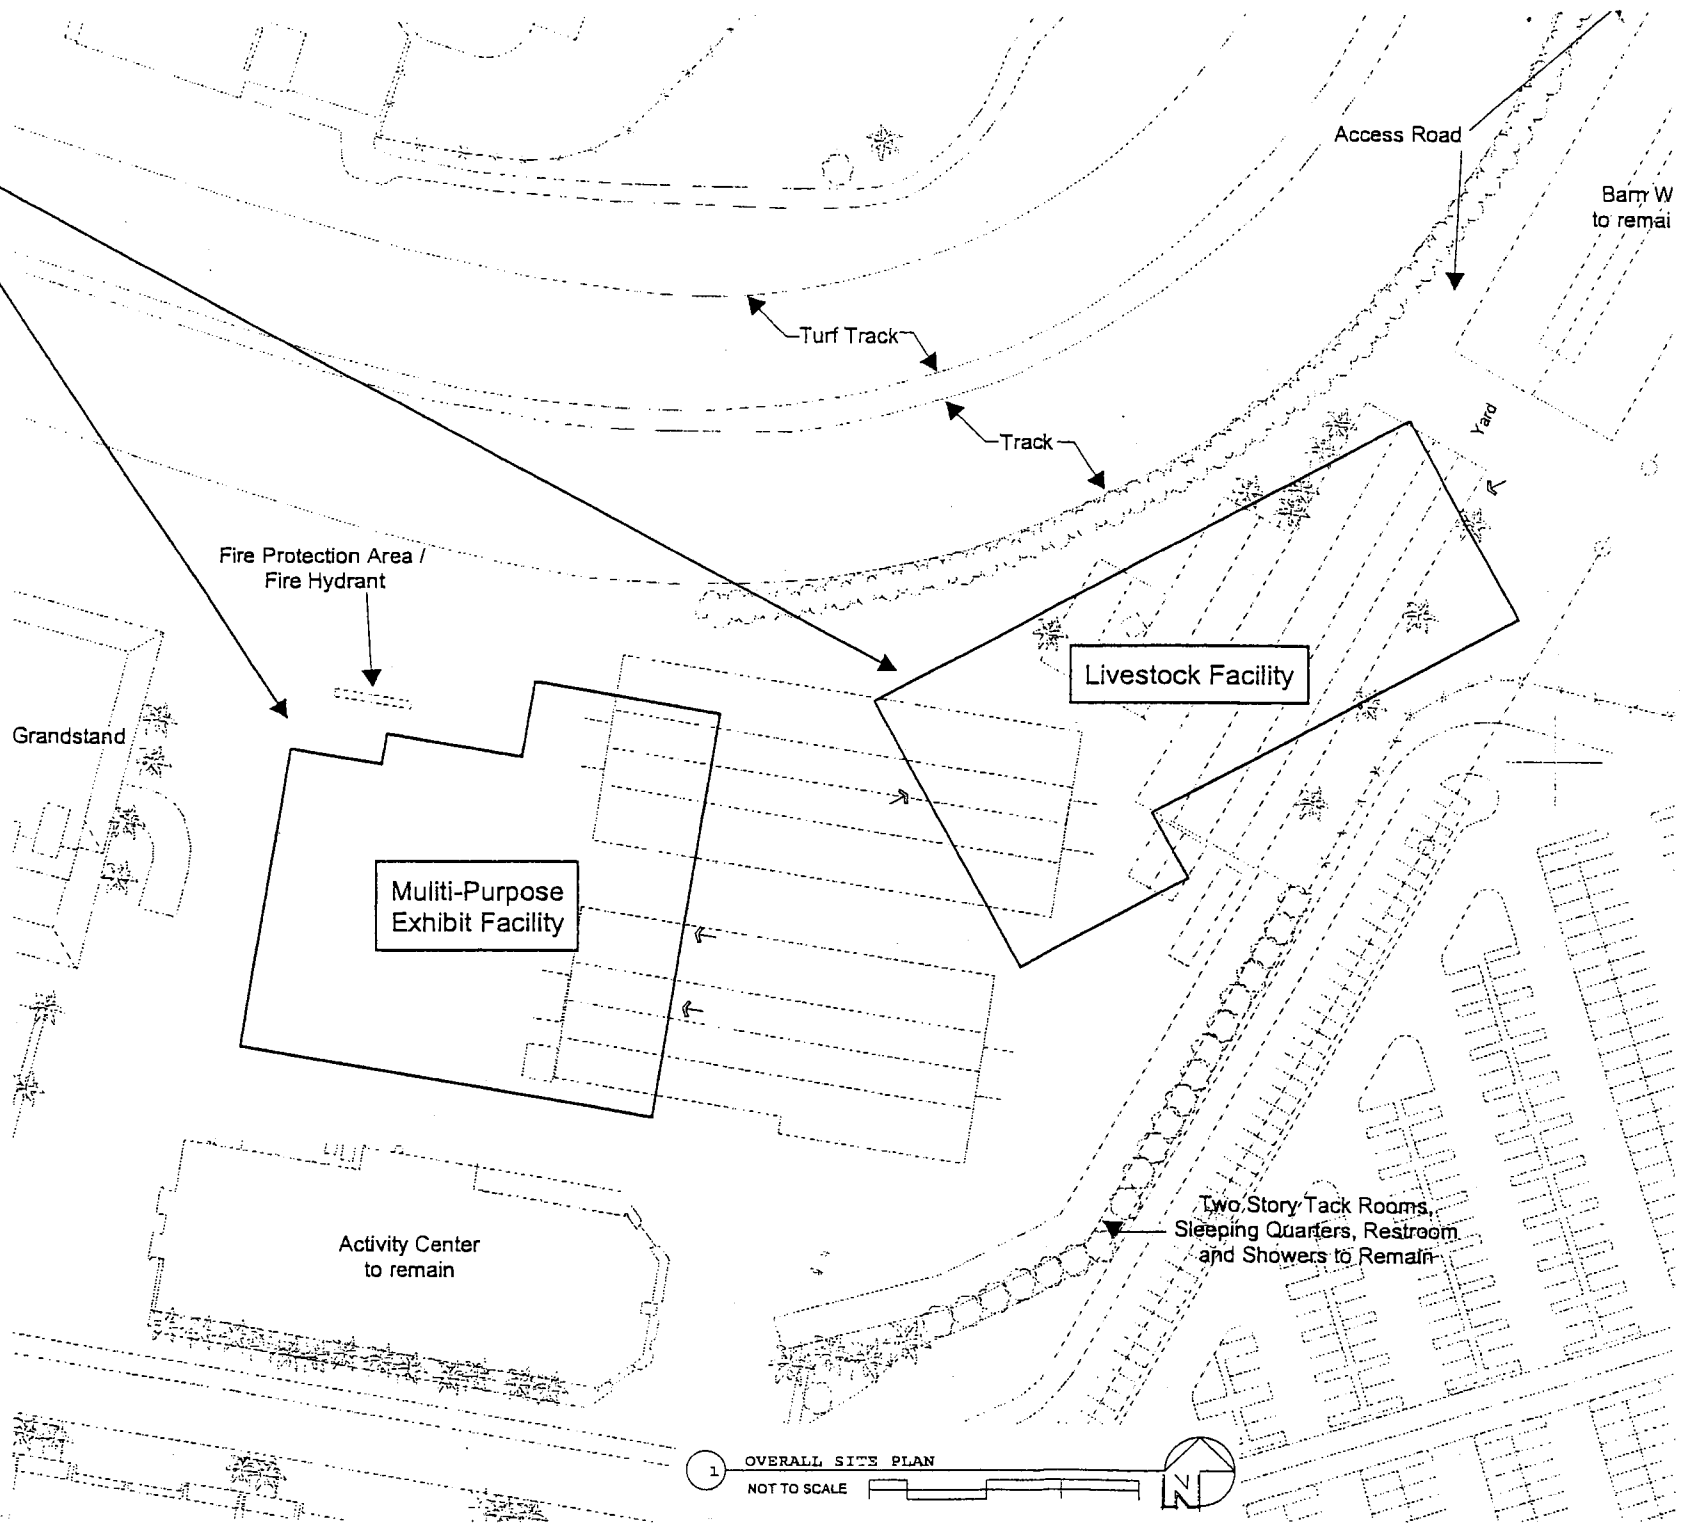 Access Road
Barn W
to remai
Turf Track
Yard
Track
Fire Protection Area /
Fire Hydrant
Livestock Facility
Grandstand
Muliti-Purpose
Exhibit Facility
Two Story Tack Rooms,
Sleeping Quarters, Restroom
and Showers to Remain
Activity Center
to remain
1
OVERALL SITE PLAN
NOT TO SCALE
N